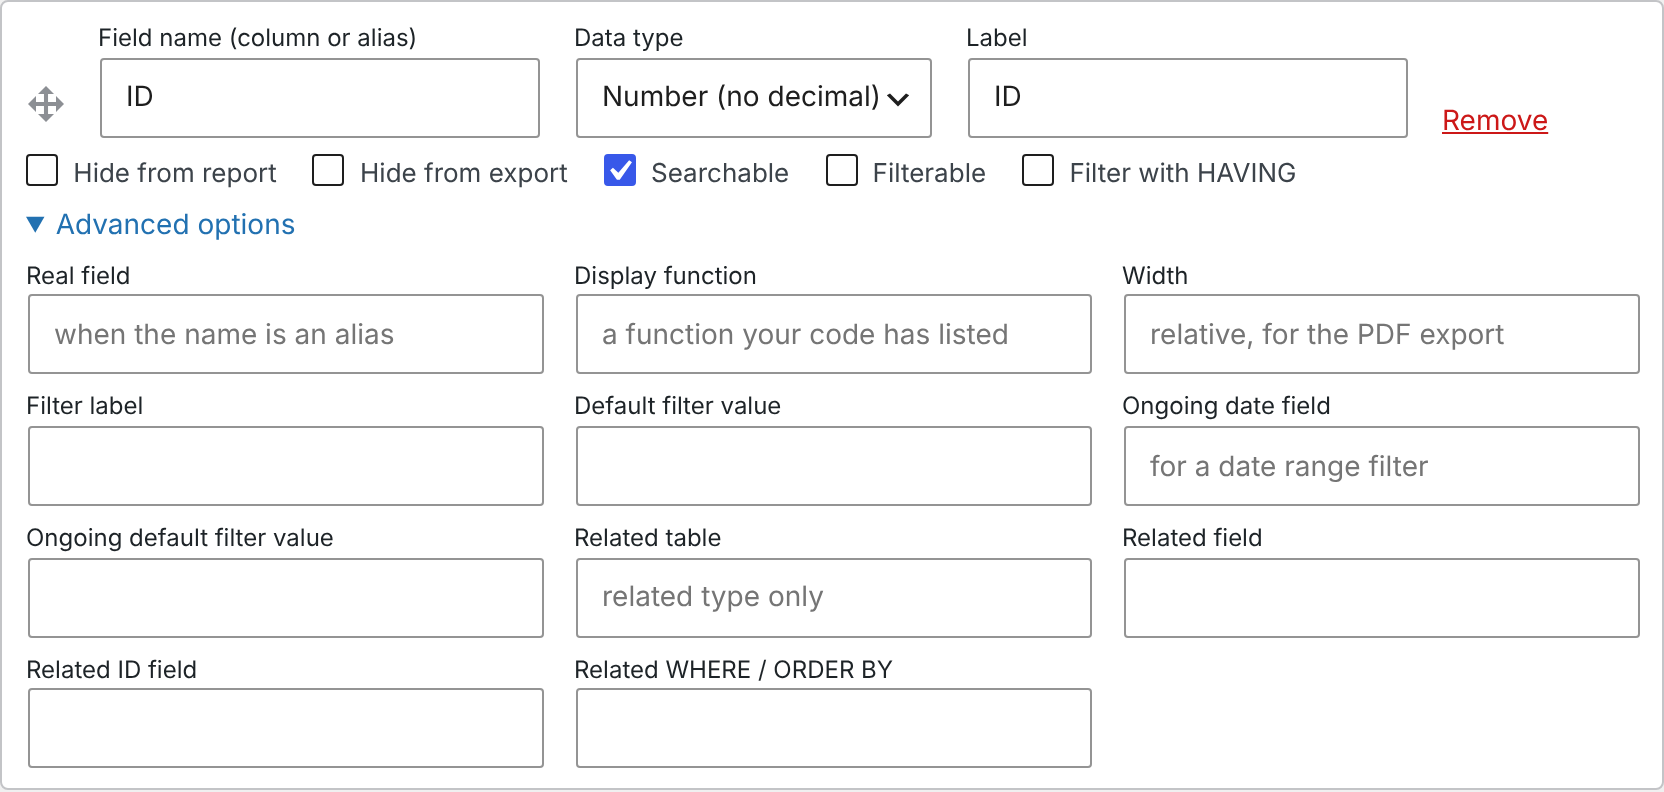 Field name (column or alias) Data type Label
ID Number (no decimal) ID
Remove
Hide from report Hide from export Searchable Filterable Filter with HAVING
Advanced options
Real field Display function Width
when the name is an alias a function your code has listed relative, for the PDF export
Filter label Default filter value Ongoing date field
for a date range filter
Ongoing default filter value Related table Related field
related type only
Related ID field Related WHERE / ORDER BY